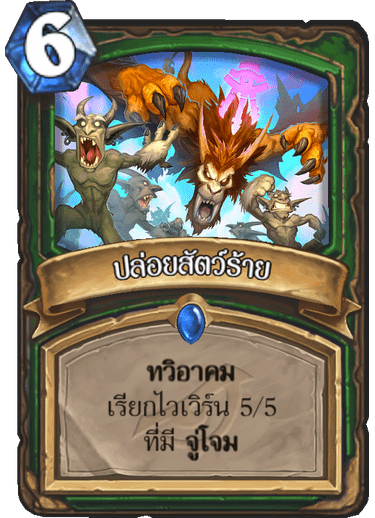 6
ปล่อยสัตว์ร้าย
ทวิอาคม
เรียกไวเวิร์น 5/5
ที่มี จู่โจม